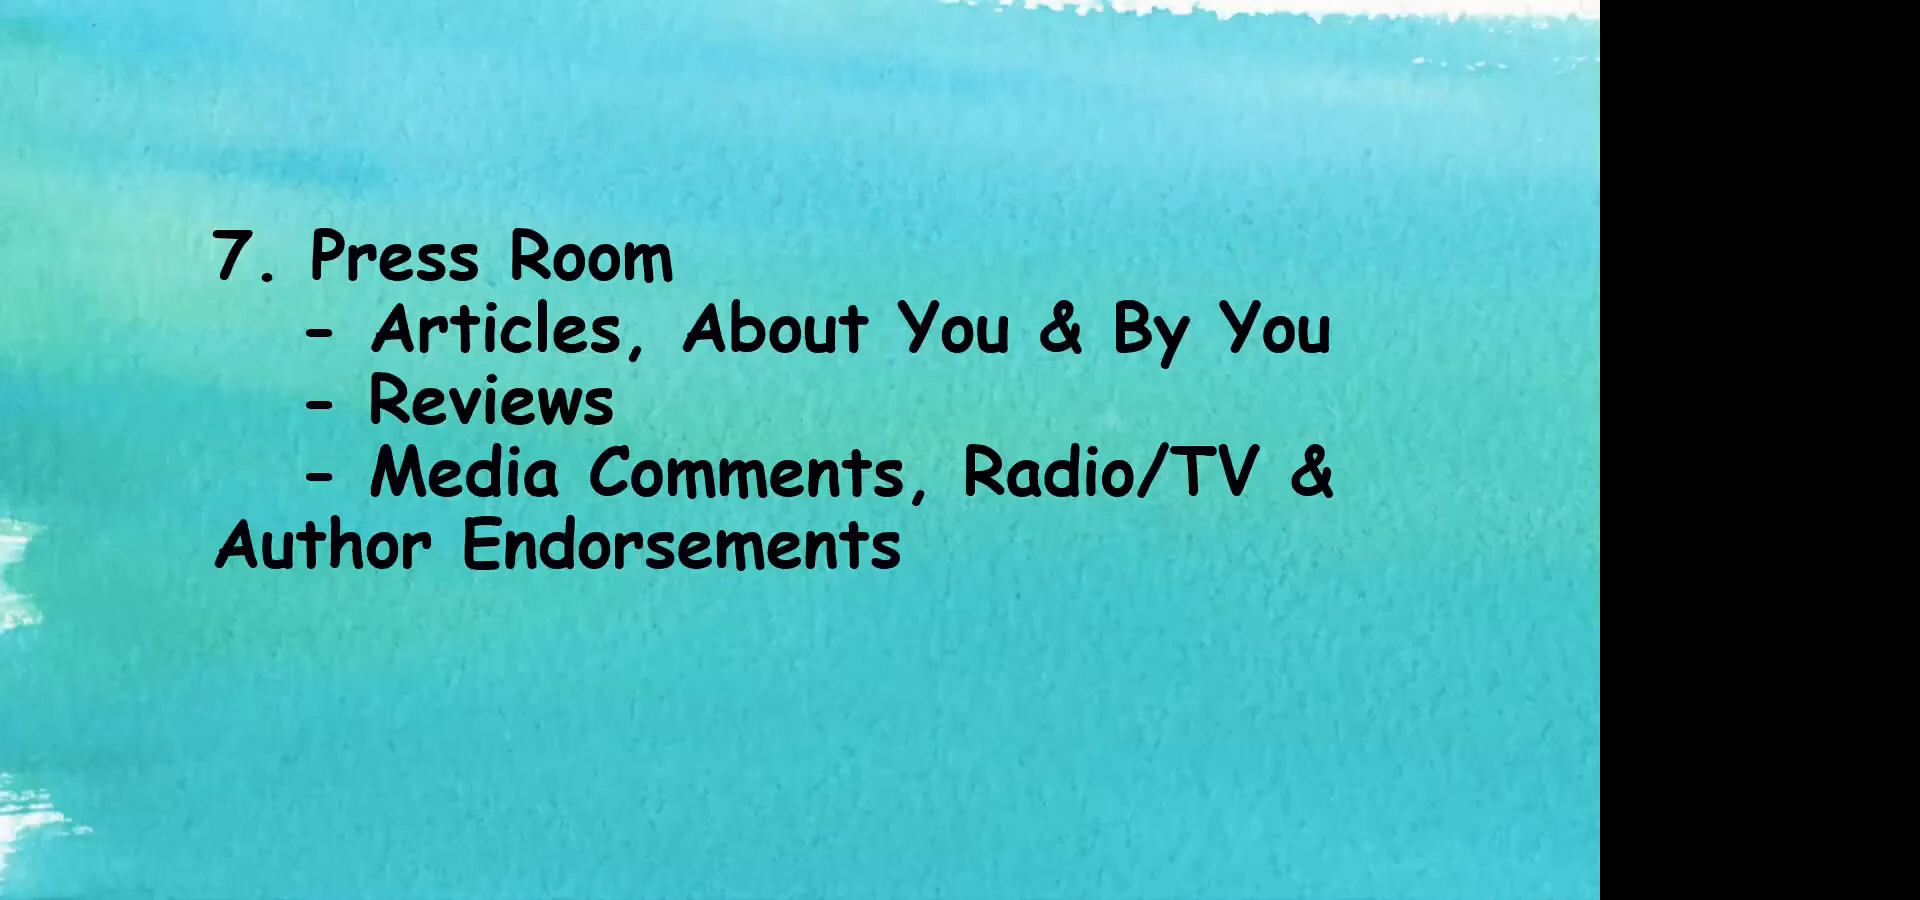 7. Press Room
- Articles, About You & By You
- Reviews
- Media Comments, Radio/TV &
Author Endorsements